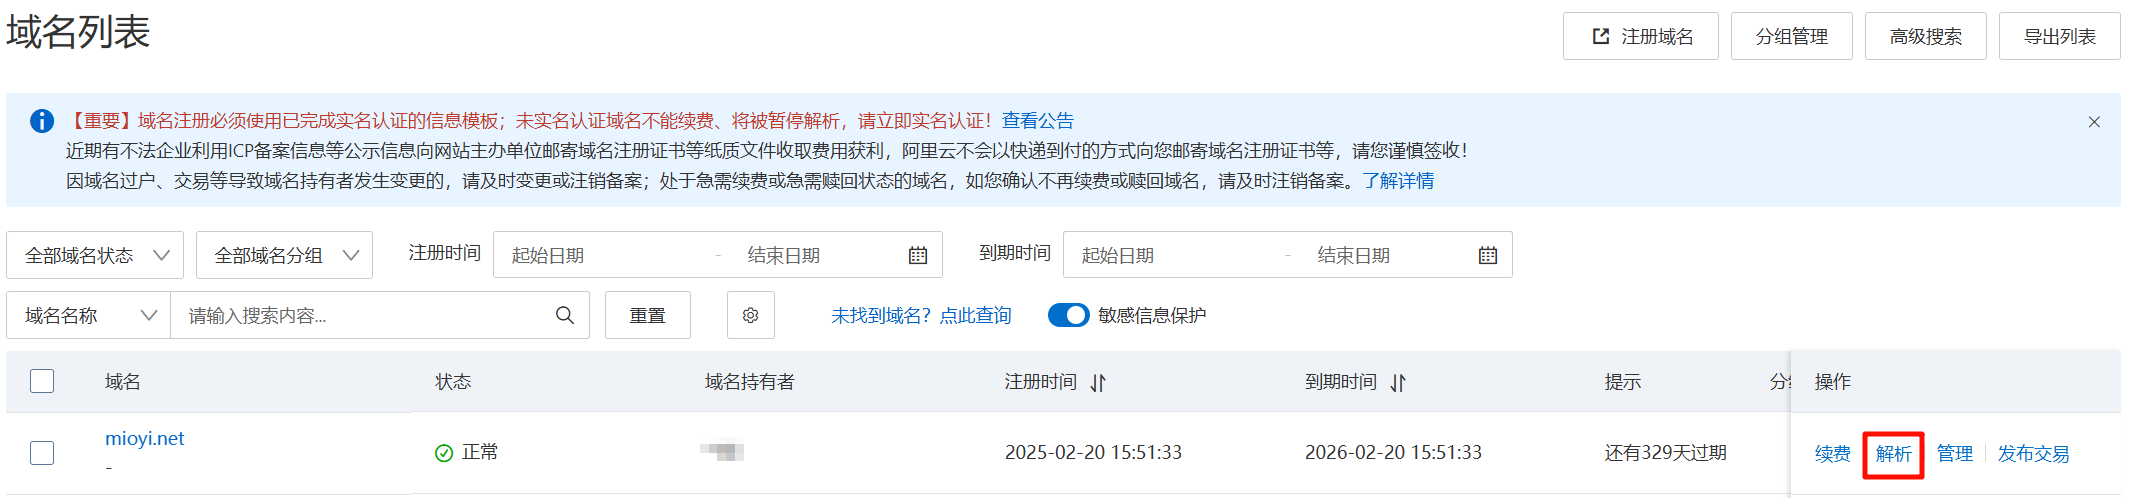 域名列表
注册域名 分组管理 高级搜索 导出列表
【重要】域名注册必须使用已完成实名认证的信息模板；未实名认证域名不能续费、将被暂停解析，请立即实名认证！查看公告
近期有不法企业利用ICP备案信息等公示信息向网站主办单位邮寄域名注册证书等纸质文件收取费用获利，阿里云不会以快递到付的方式向您邮寄域名注册证书等，请您谨慎签收！
因域名过户、交易等导致域名持有者发生变更的，请及时变更或注销备案；处于急需续费或急需赎回状态的域名，如您确认不再续费或赎回域名，请及时注销备案。了解详情
全部域名状态 全部域名分组 注册时间 起始日期 - 结束日期 到期时间 起始日期 - 结束日期
域名名称 请输入搜索内容... 重置 未找到域名？点此查询 敏感信息保护
域名 状态 域名持有者 注册时间 到期时间 提示 操作
mioyi.net 正常 2025-02-20 15:51:33 2026-02-20 15:51:33 还有329天过期 续费 解析 管理 发布交易
-